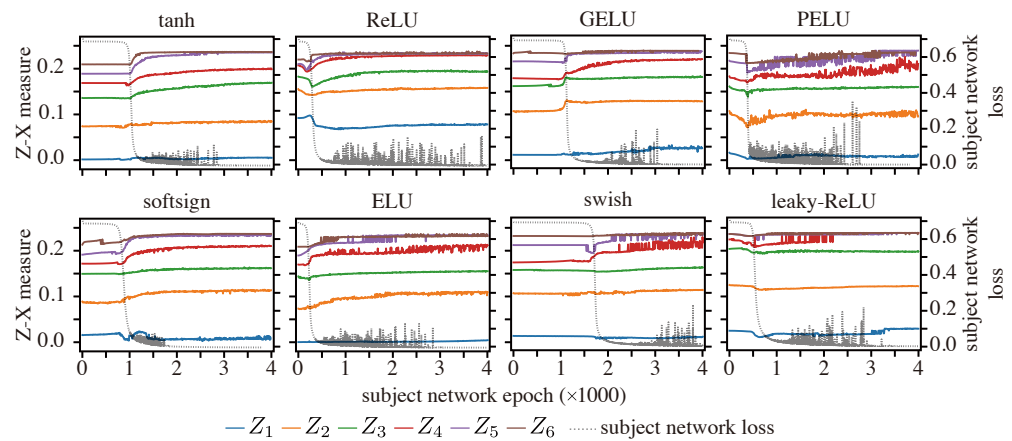 tanh ReLU GELU PELU
Z-X measure
0.2
0.1
0.0
0.6
0.4
0.2
0.0
subject network
loss
softsign ELU swish leaky-ReLU
Z-X measure
0.2
0.1
0.0
0.6
0.4
0.2
0.0
subject network
loss
0 1 2 3 4 0 1 2 3 4 0 1 2 3 4 0 1 2 3 4
subject network epoch (×1000)
Z1 Z2 Z3 Z4 Z5 Z6 subject network loss